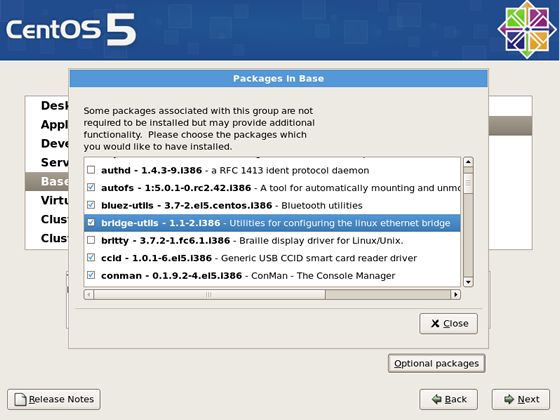 CentOS 5
Packages in Base
Some packages associated with this group are not
required to be installed but may provide additional
functionality. Please choose the packages which
you would like to have installed.
Desk
Appl
Deve
Serv
Base
Virtu
Clust
Clust
authd - 1.4.3-9.i386 - a RFC 1413 ident protocol daemon
autofs - 1:5.0.1-0.rc2.42.i386 - A tool for automatically mounting and unmo
bluez-utils - 3.7-2.el5.centos.i386 - Bluetooth utilities
bridge-utils - 1.1-2.i386 - Utilities for configuring the linux ethernet bridge
britty - 3.7.2-1.fc6.1.i386 - Braille display driver for Linux/Unix.
ccid - 1.0.1-6.el5.i386 - Generic USB CCID smart card reader driver
conman - 0.1.9.2-4.el5.i386 - ConMan - The Console Manager
Close
Optional packages
Release Notes
Back
Next